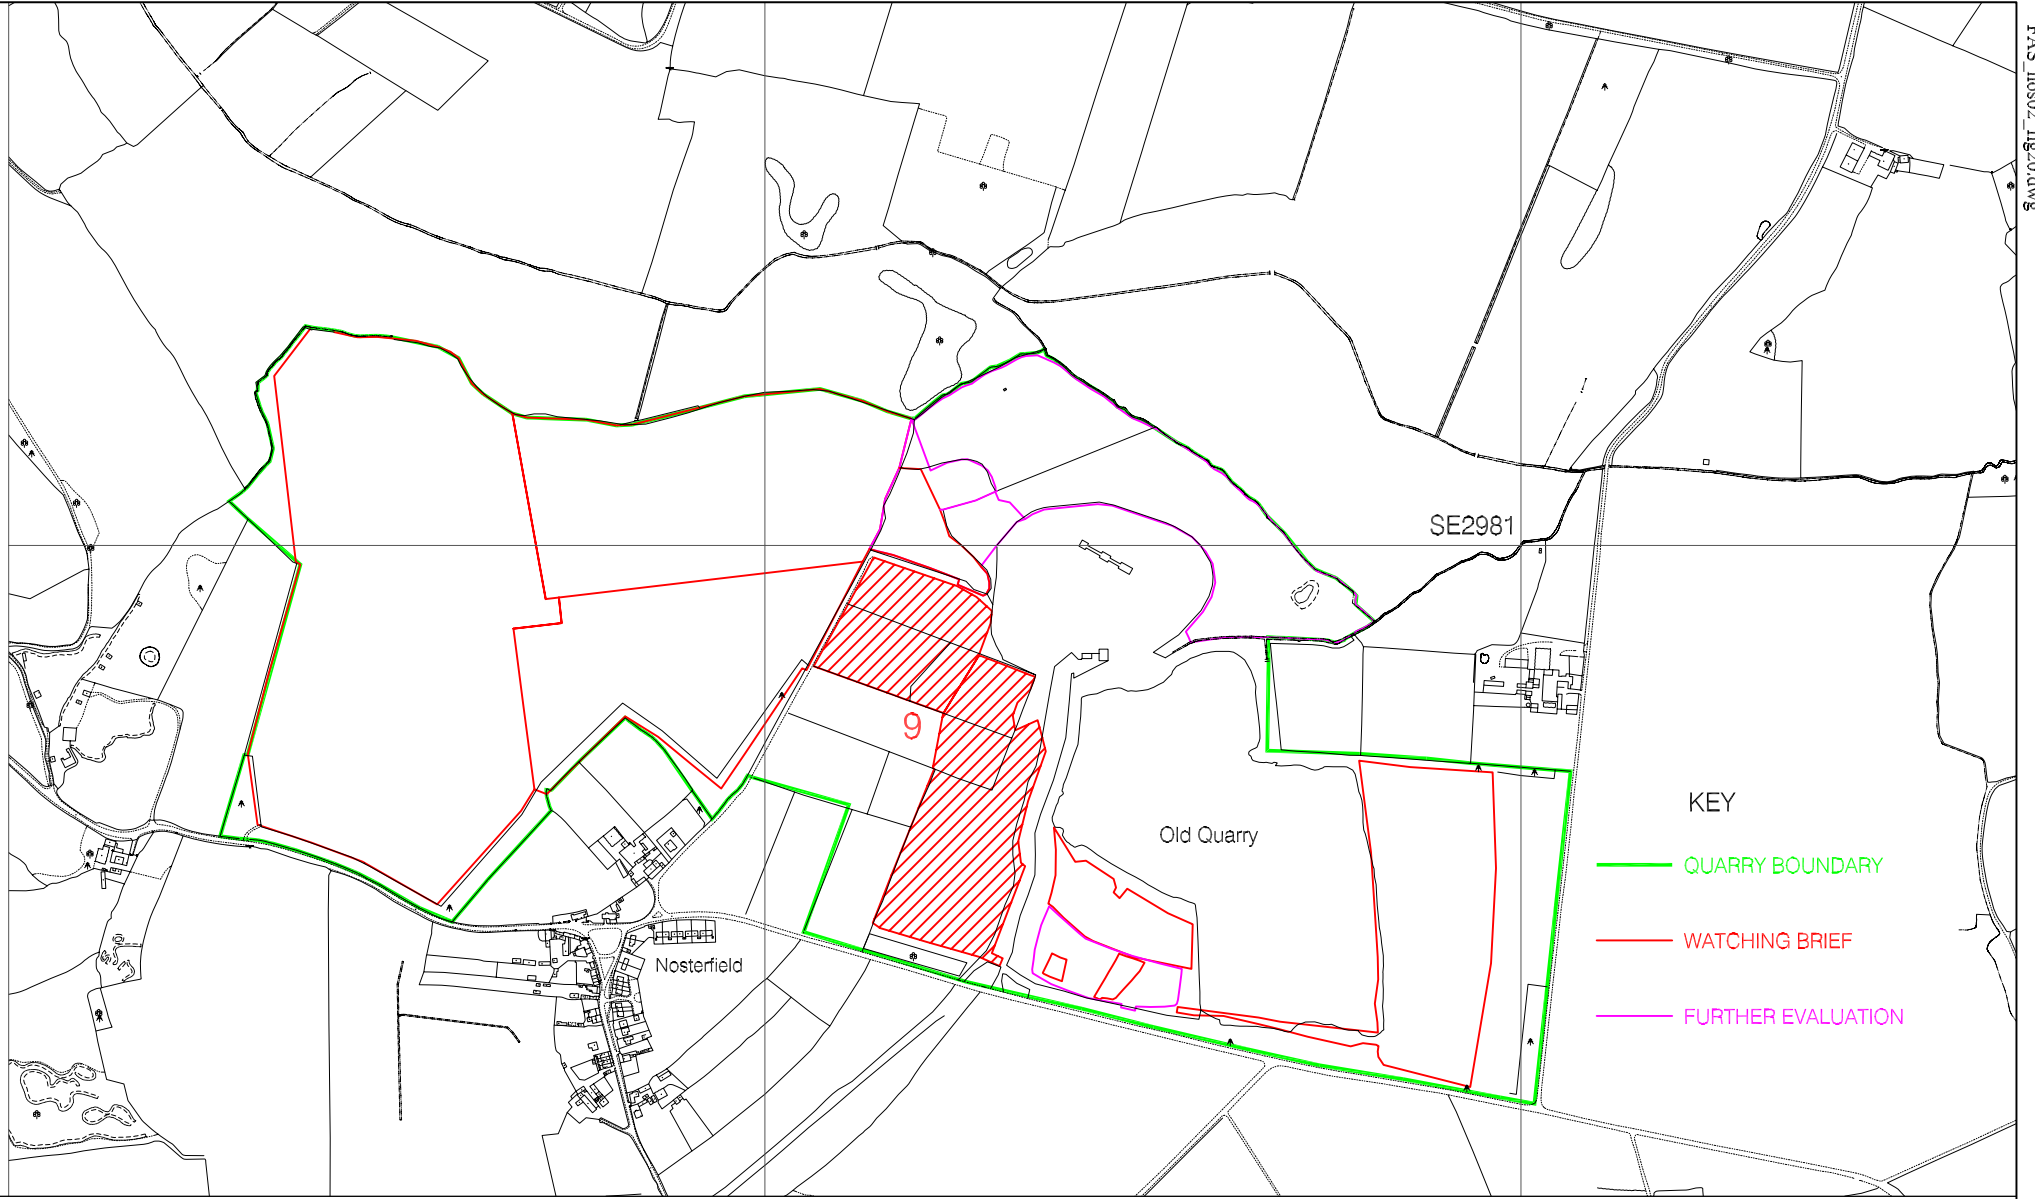 SE2981
9
KEY
Old Quarry
QUARRY BOUNDARY
WATCHING BRIEF
Nosterfield
FURTHER EVALUATION